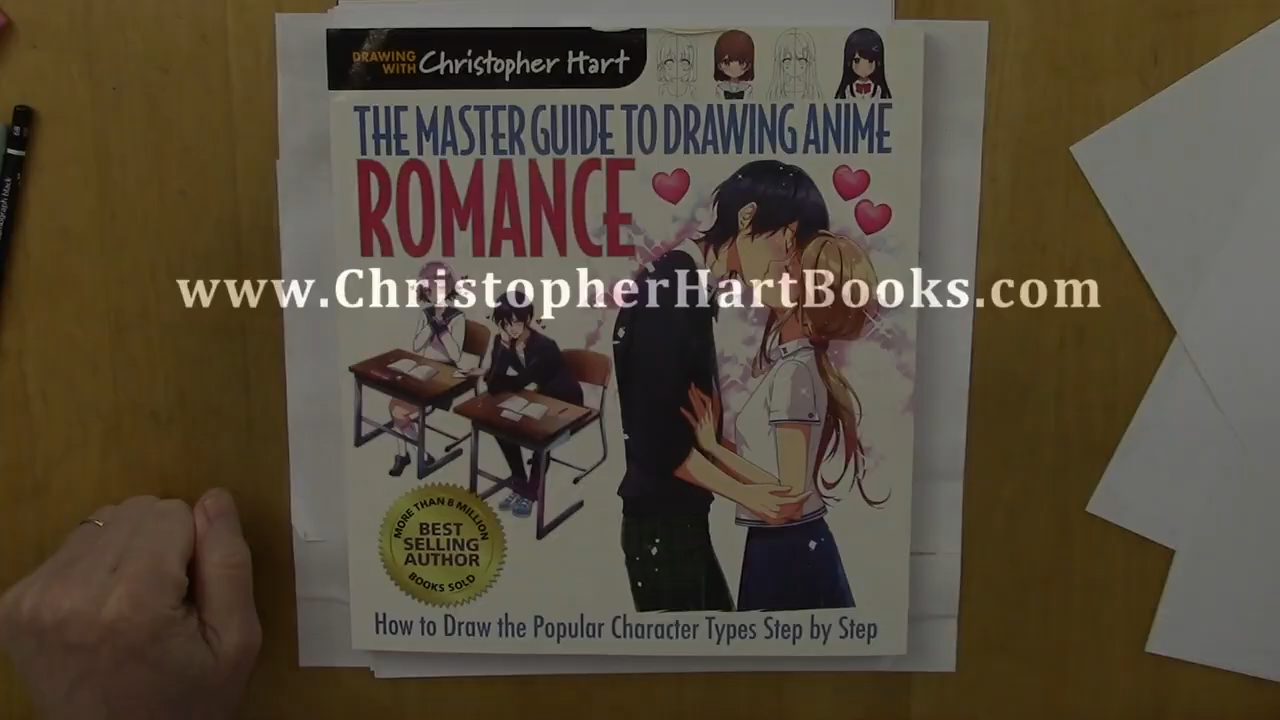 DRAWING
WITH Christopher Hart
THE MASTER GUIDE TO DRAWING ANIME
ROMANCE
www.ChristopherHartBooks.com
MORE THAN 8 MILLION
BEST
SELLING
AUTHOR
BOOKS SOLD
How to Draw the Popular Character Types Step by Step